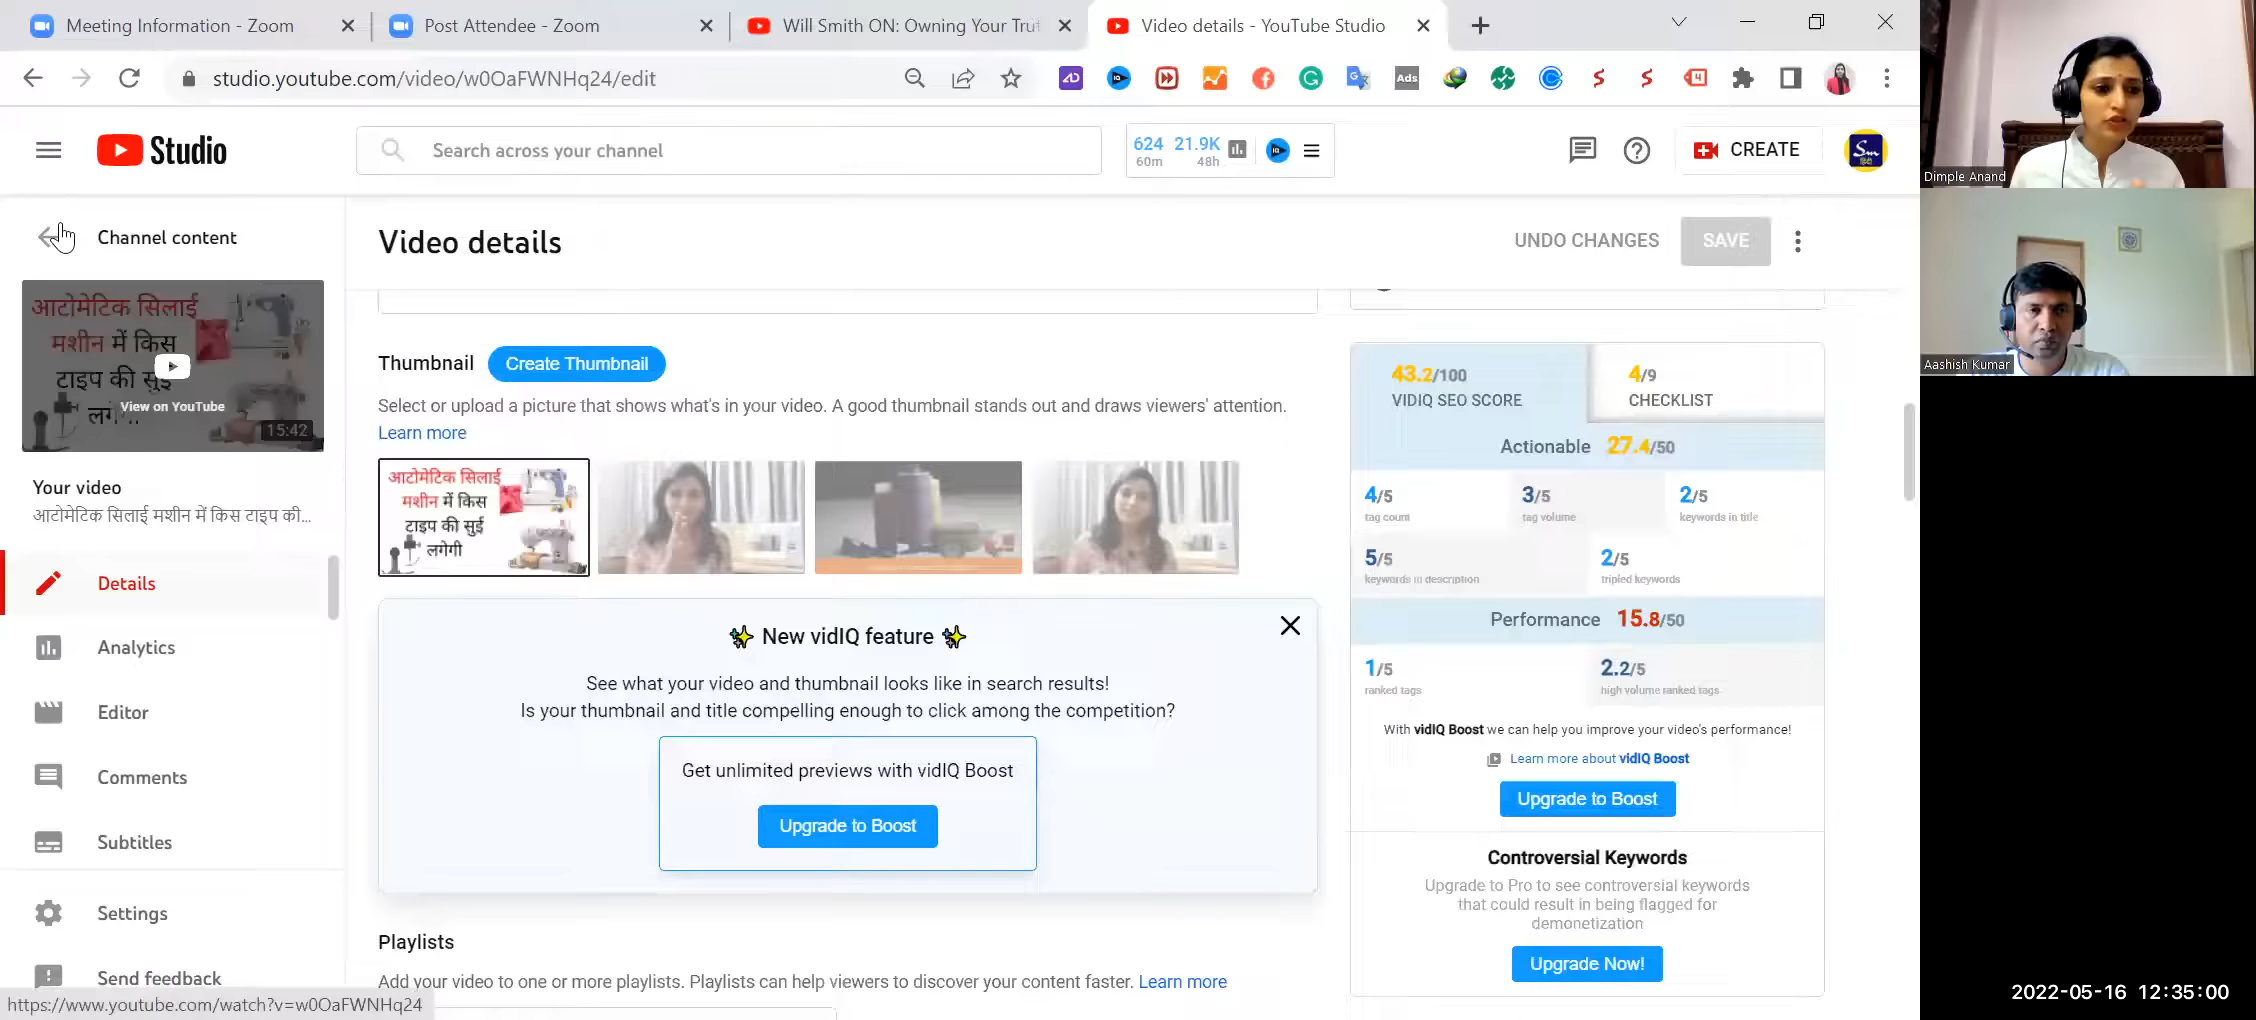 Meeting Information - Zoom
Post Attendee - Zoom
Will Smith ON: Owning Your Trut
Video details - YouTube Studio
studio.youtube.com/video/w0OaFWNHq24/edit
Studio
Search across your channel
624 21.9K
60m 48h
CREATE
Channel content
Video details
UNDO CHANGES
SAVE
आटोमेटिक सिलाई
मशीन में किस
टाइप की सुई
लगे
View on YouTube
15:42
Your video
आटोमेटिक सिलाई मशीन में किस टाइप की...
Details
Analytics
Editor
Comments
Subtitles
Settings
Send feedback
https://www.youtube.com/watch?v=w0OaFWNHq24
Thumbnail
Create Thumbnail
Select or upload a picture that shows what's in your video. A good thumbnail stands out and draws viewers' attention.
Learn more
आटोमेटिक सिलाई
मशीन में किस
टाइप की सुई
लगेगी
New vidIQ feature
See what your video and thumbnail looks like in search results!
Is your thumbnail and title compelling enough to click among the competition?
Get unlimited previews with vidIQ Boost
Upgrade to Boost
Playlists
Add your video to one or more playlists. Playlists can help viewers to discover your content faster. Learn more
43.2/100
VIDIQ SEO SCORE
4/9
CHECKLIST
Actionable 27.4/50
4/5
tag count
3/5
tag volume
2/5
keywords in title
5/5
keywords in description
2/5
tripled keywords
Performance 15.8/50
1/5
ranked tags
2.2/5
high volume ranked tags
With vidIQ Boost we can help you improve your video's performance!
Learn more about vidIQ Boost
Upgrade to Boost
Controversial Keywords
Upgrade to Pro to see controversial keywords
that could result in being flagged for
demonetization
Upgrade Now!
Dimple Anand
Aashish Kumar
2022-05-16 12:35:00